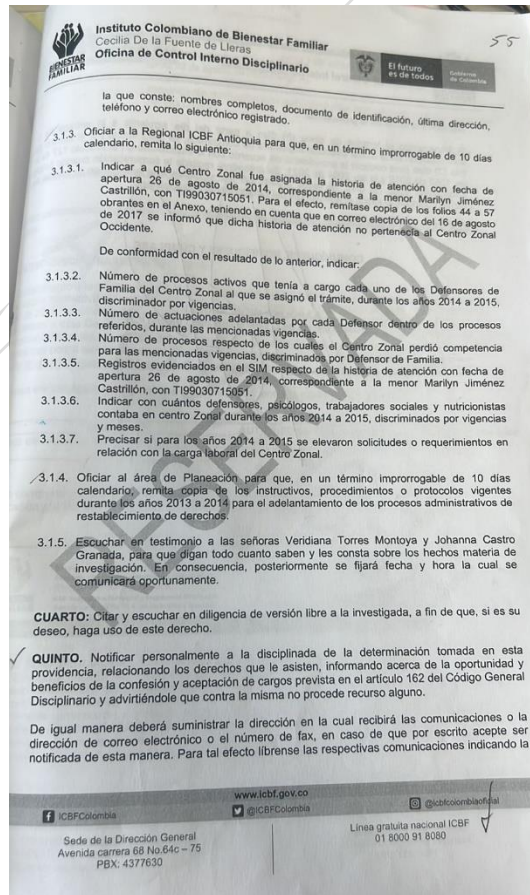 Instituto Colombiano de Bienestar Familiar
Cecilia De la Fuente de Lleras
Oficina de Control Interno Disciplinario
BIENESTAR
FAMILIAR
El futuro
es de todos
Gobierno
de Colombia
55
la que conste: nombres completos, documento de identificación, última dirección,
teléfono y correo electrónico registrado.
3.1.3. Oficiar a la Regional ICBF Antioquia para que, en un término improrrogable de 10 días
calendario, remita lo siguiente:
3.1.3.1. Indicar a qué Centro Zonal fue asignada la historia de atención con fecha de
apertura 26 de agosto de 2014, correspondiente a la menor Marilyn Jiménez
Castrillón, con TI99030715051. Para el efecto, remítase copia de los folios 44 a 57
obrantes en el Anexo, teniendo en cuenta que en correo electrónico del 16 de agosto
de 2017 se informó que dicha historia de atención no pertenecía al Centro Zonal
Occidente.
De conformidad con el resultado de lo anterior, indicar:
3.1.3.2. Número de procesos activos que tenía a cargo cada uno de los Defensores de
Familia del Centro Zonal al que se asignó el trámite, durante los años 2014 a 2015,
discriminador por vigencias.
3.1.3.3. Número de actuaciones adelantadas por cada Defensor dentro de los procesos
referidos, durante las mencionadas vigencias.
3.1.3.4. Número de procesos respecto de los cuales el Centro Zonal perdió competencia
para las mencionadas vigencias, discriminados por Defensor de Familia.
3.1.3.5. Registros evidenciados en el SIM respecto de la historia de atención con fecha de
apertura 26 de agosto de 2014, correspondiente a la menor Marilyn Jiménez
Castrillón, con TI99030715051.
3.1.3.6. Indicar con cuántos defensores, psicólogos, trabajadores sociales y nutricionistas
contaba en centro Zonal durante los años 2014 a 2015, discriminados por vigencias
y meses.
3.1.3.7. Precisar si para los años 2014 a 2015 se elevaron solicitudes o requerimientos en
relación con la carga laboral del Centro Zonal.
3.1.4. Oficiar al área de Planeación para que, en un término improrrogable de 10 días
calendario, remita copia de los instructivos, procedimientos o protocolos vigentes
durante los años 2013 a 2014 para el adelantamiento de los procesos administrativos de
restablecimiento de derechos.
3.1.5. Escuchar en testimonio a las señoras Veridiana Torres Montoya y Johanna Castro
Granada, para que digan todo cuanto saben y les consta sobre los hechos materia de
investigación. En consecuencia, posteriormente se fijará fecha y hora la cual se
comunicará oportunamente.
CUARTO: Citar y escuchar en diligencia de versión libre a la investigada, a fin de que, si es su
deseo, haga uso de este derecho.
QUINTO. Notificar personalmente a la disciplinada de la determinación tomada en esta
providencia, relacionando los derechos que le asisten, informando acerca de la oportunidad y
beneficios de la confesión y aceptación de cargos prevista en el artículo 162 del Código General
Disciplinario y advirtiéndole que contra la misma no procede recurso alguno.
De igual manera deberá suministrar la dirección en la cual recibirá las comunicaciones o la
dirección de correo electrónico o el número de fax, en caso de que por escrito acepte ser
notificada de esta manera. Para tal efecto líbrense las respectivas comunicaciones indicando la
RESERVADA
www.icbf.gov.co
ICBFColombia
@ICBFColombia
@icbfcolombiaoficial
Sede de la Dirección General
Avenida carrera 68 No.64c – 75
PBX: 4377630
Línea gratuita nacional ICBF
01 8000 91 8080